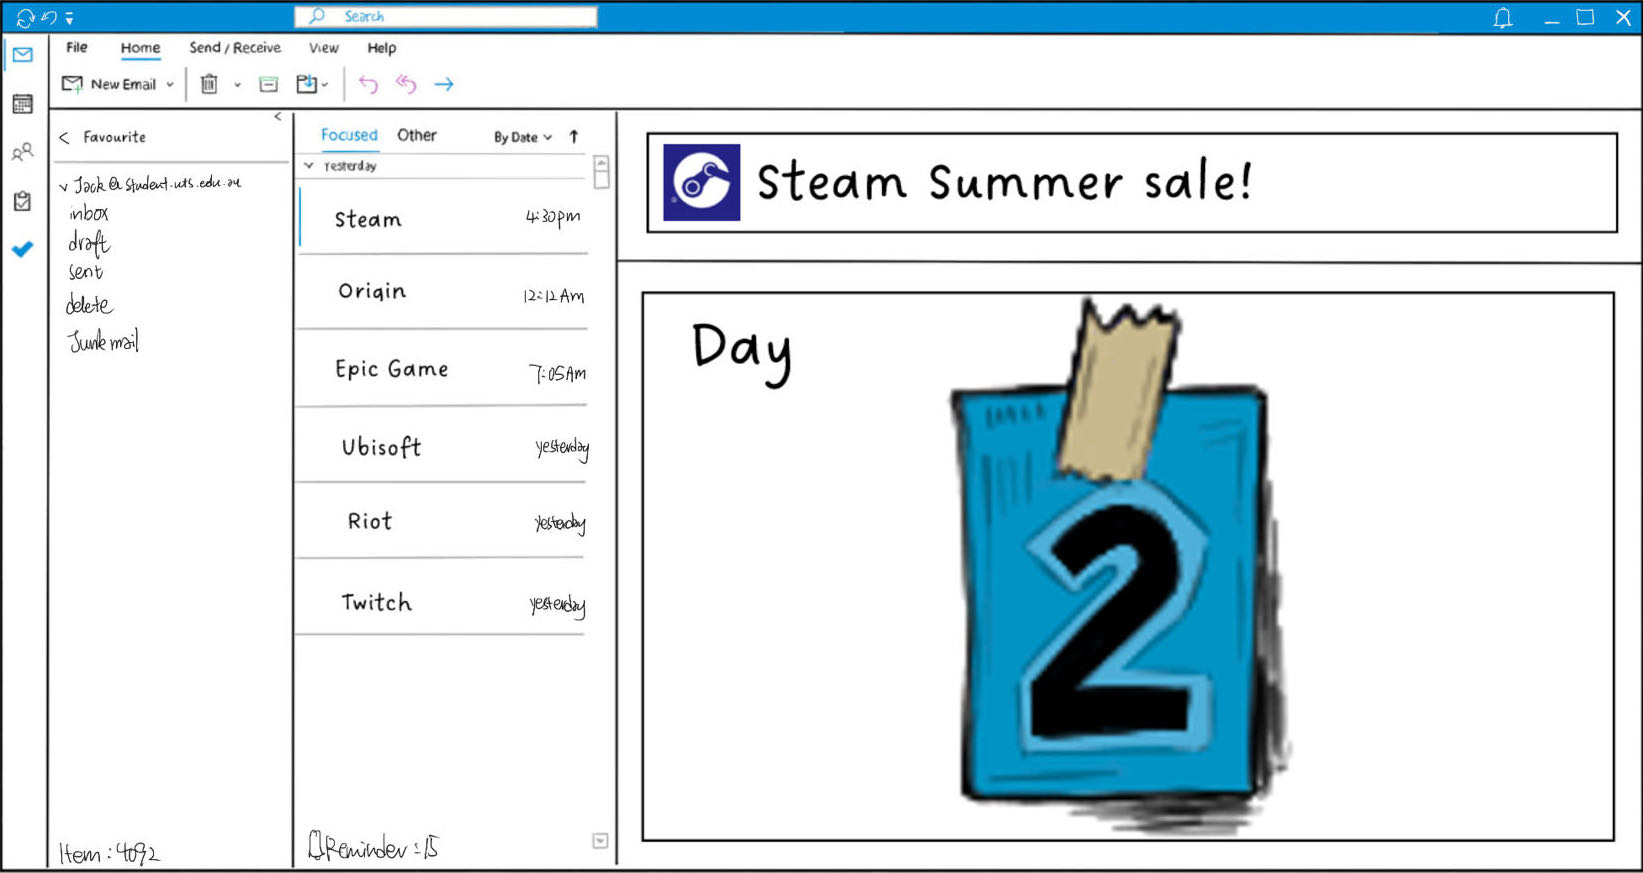 Search
File Home Send / Receive View Help
New Email
Favourite
Jack@student.uts.edu.au
inbox
draft
sent
delete
Junk mail
Item : 4092
Focused Other By Date
Yesterday
Steam 4:30pm
Origin 12:12Am
Epic Game 7:05Am
Ubisoft yesterday
Riot yesterday
Twitch yesterday
Reminder : 15
Steam Summer sale!
Day
2